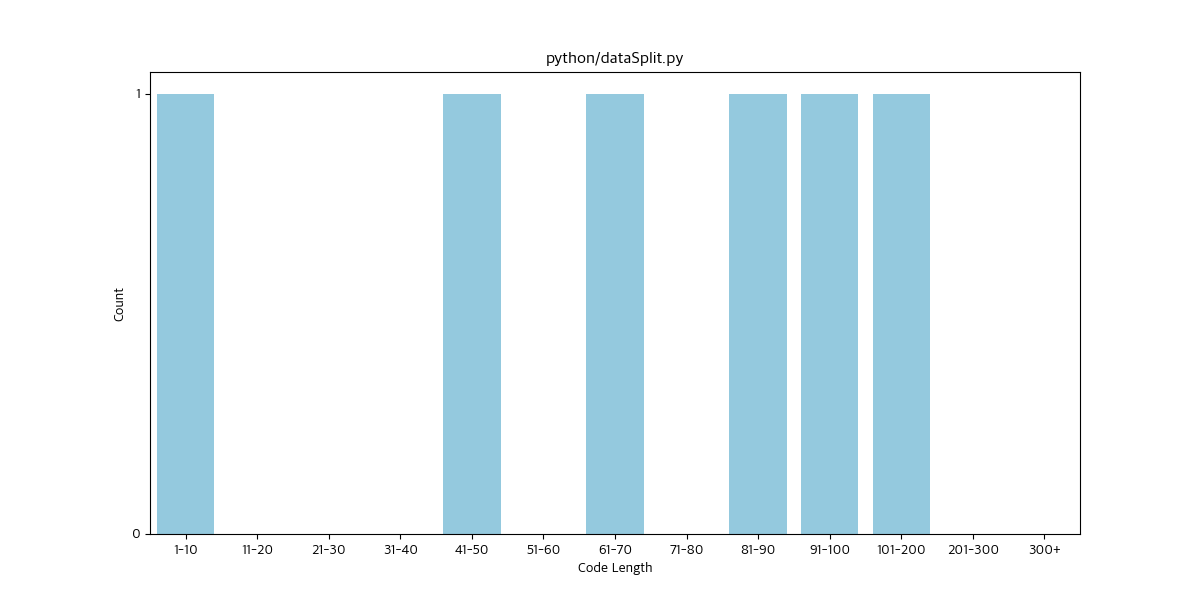 python/dataSplit.py
1
0
Count
1-10 11-20 21-30 31-40 41-50 51-60 61-70 71-80 81-90 91-100 101-200 201-300 300+
Code Length